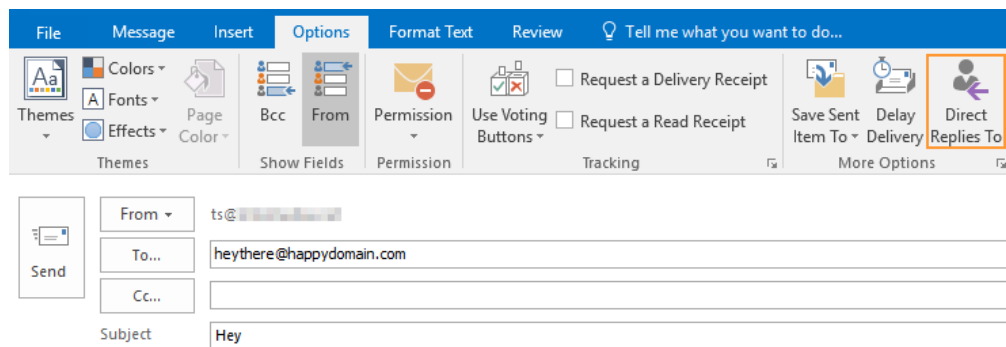 File Message Insert Options Format Text Review Tell me what you want to do...
Colors
Aa
A Fonts
Effects
Themes
Page
Color
Bcc From Permission
Use Voting
Buttons
Request a Delivery Receipt
Request a Read Receipt
Save Sent
Item To
Delay
Delivery
Direct
Replies To
Themes Show Fields Permission Tracking More Options
From ts@
Send
To... heythere@happydomain.com
Cc...
Subject Hey